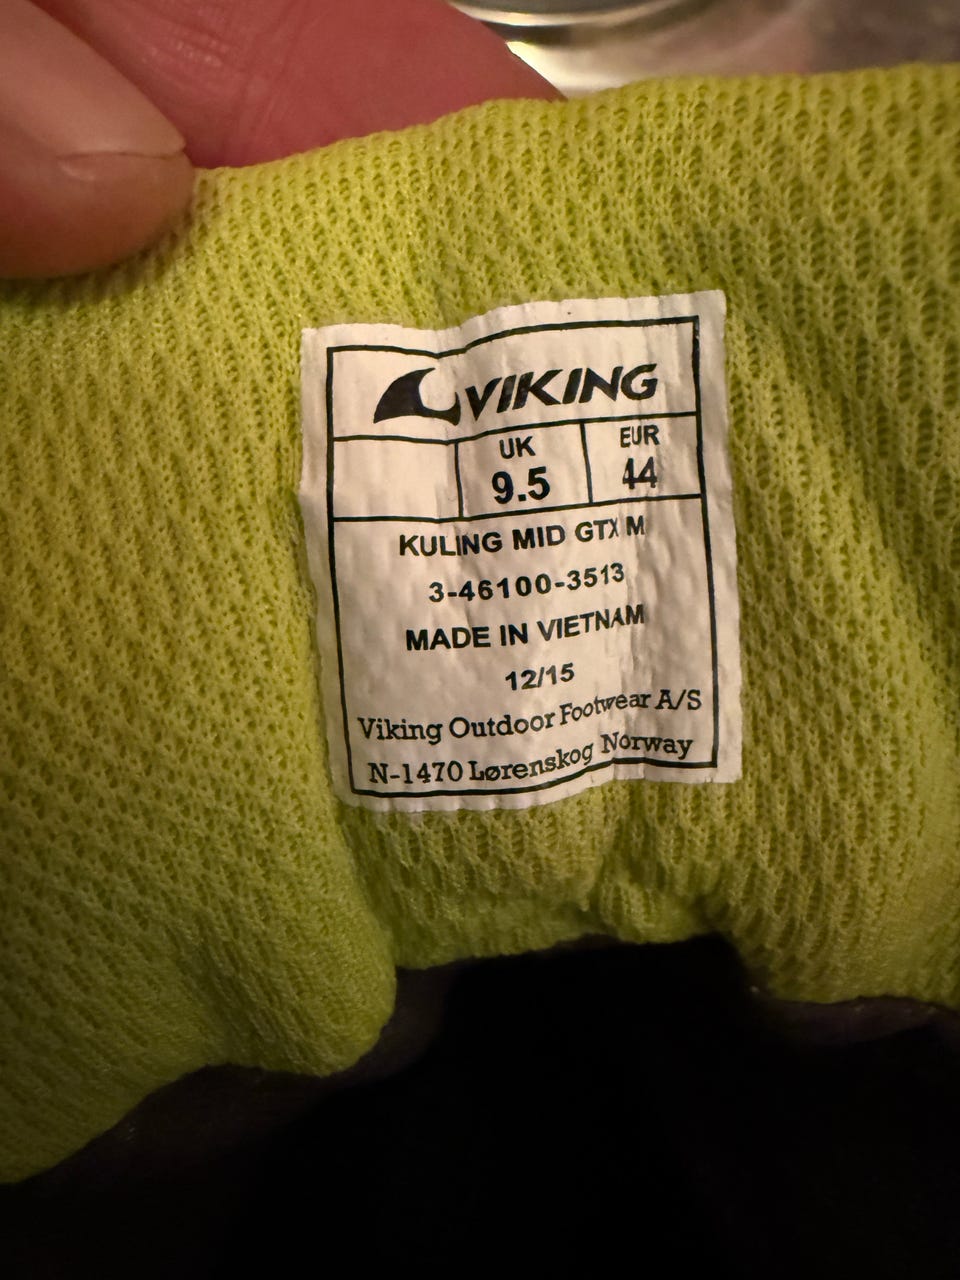 VIKING
UK EUR
9.5 44
KULING MID GTX M
3-46100-3513
MADE IN VIETNAM
12/15
Viking Outdoor Footwear A/S
N-1470 Lørenskog Norway